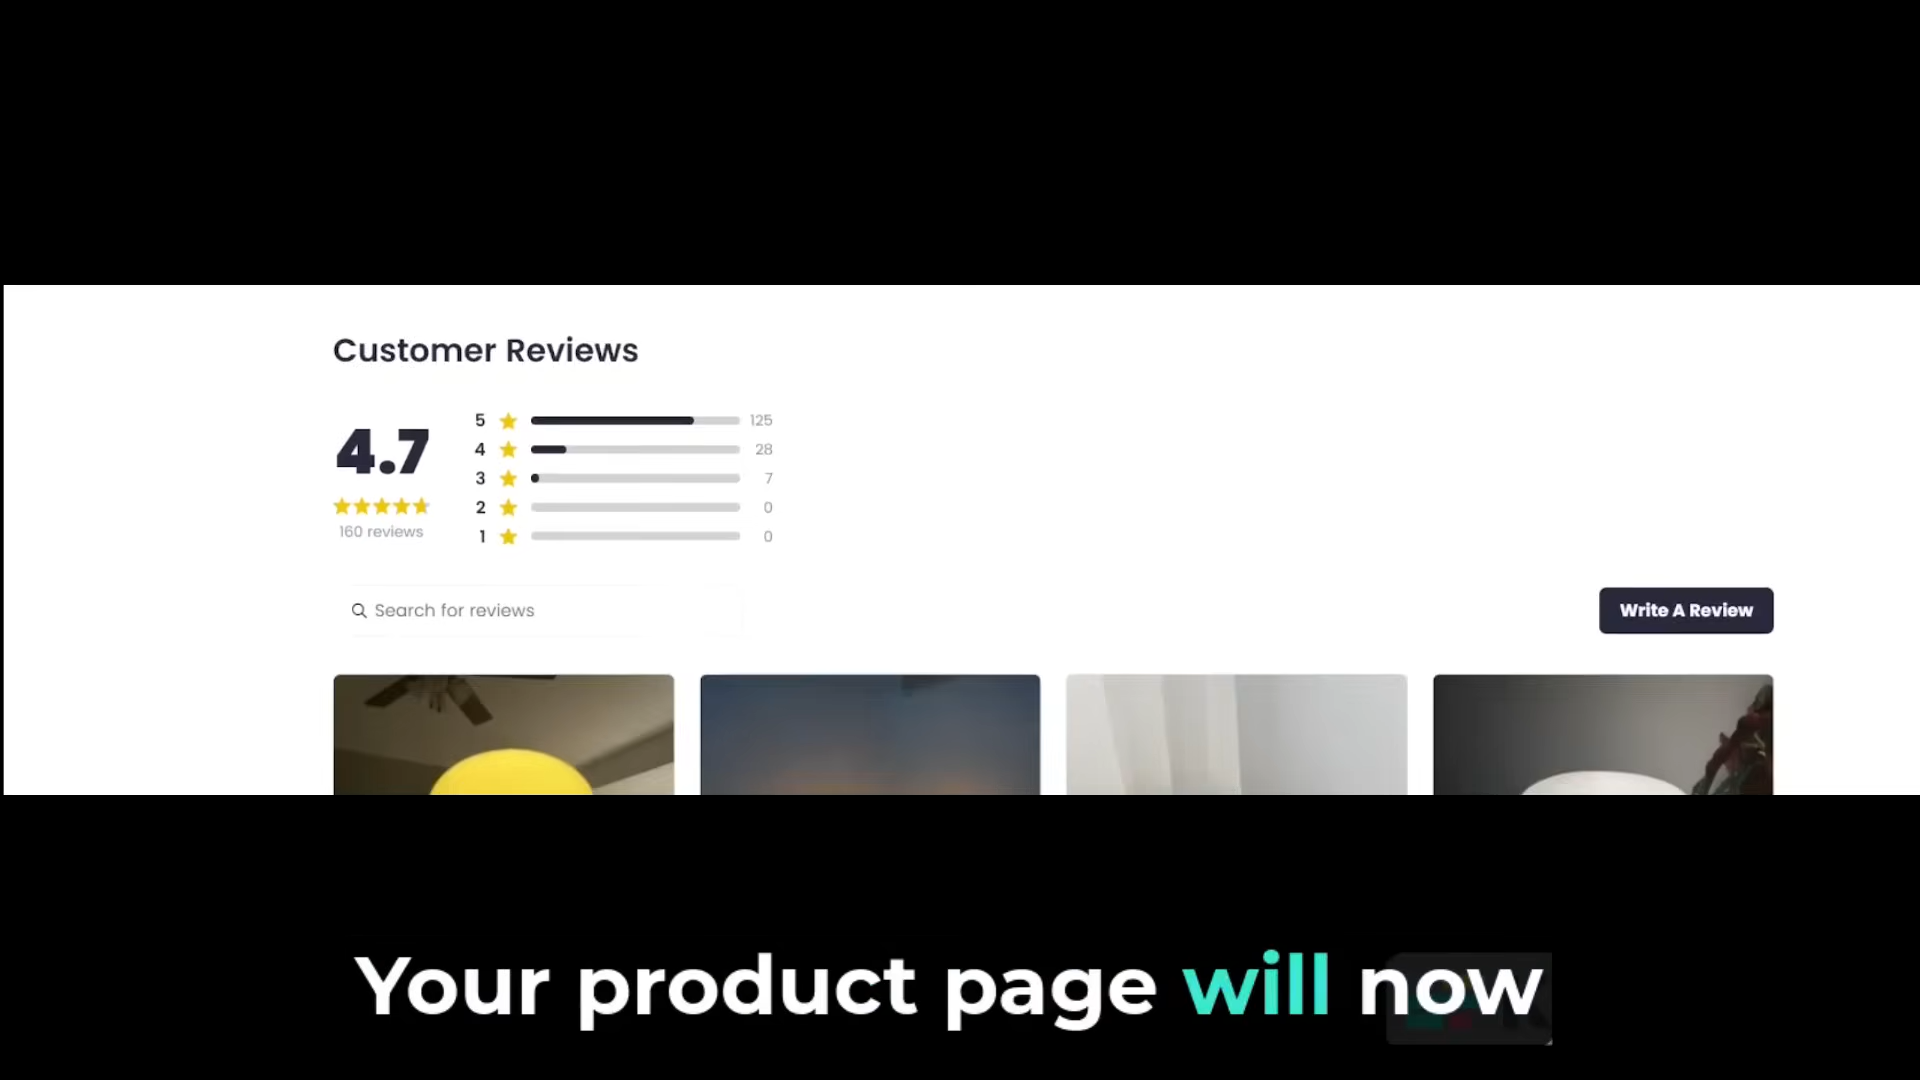 Customer Reviews
4.7
160 reviews
5 125
4 28
3 7
2 0
1 0
Search for reviews
Write A Review
Your product page will now